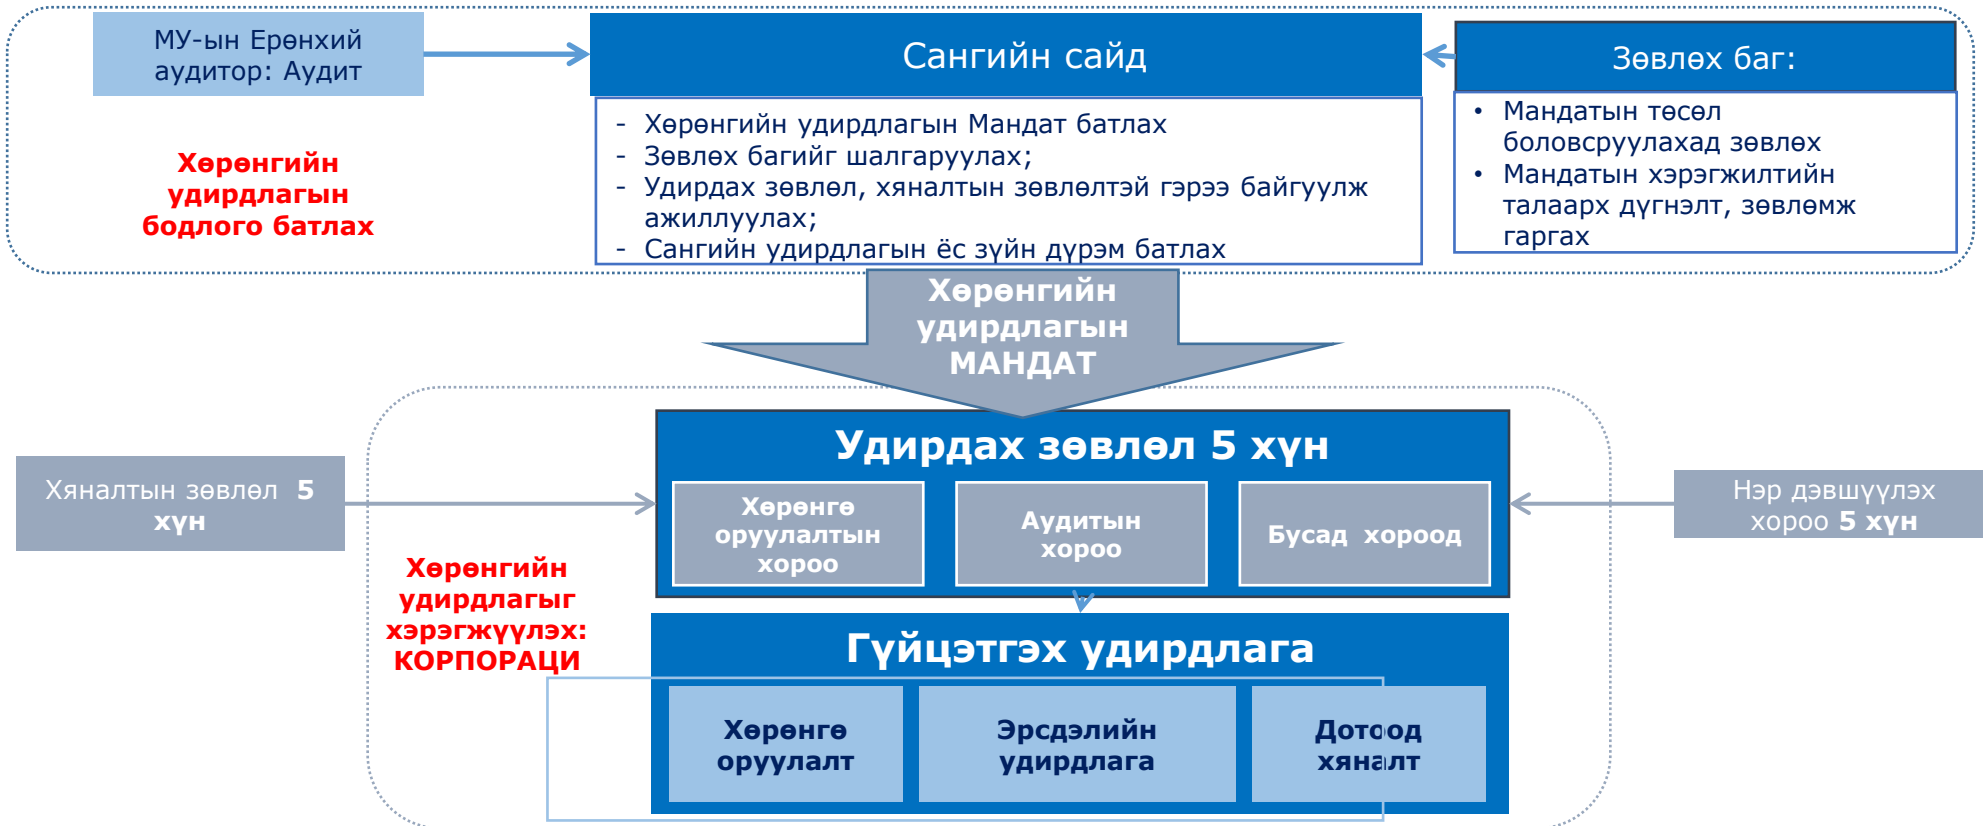 МУ-ын Ерөнхий
аудитор: Аудит
Сангийн сайд
Зөвлөх баг:
Хөрөнгийн
удирдлагын
бодлого батлах
- Хөрөнгийн удирдлагын Мандат батлах
- Зөвлөх багийг шалгаруулах;
- Удирдах зөвлөл, хяналтын зөвлөлтэй гэрээ байгуулж
ажиллуулах;
- Сангийн удирдлагын ёс зүйн дүрэм батлах
• Мандатын төсөл
боловсруулахад зөвлөх
• Мандатын хэрэгжилтийн
талаарх дүгнэлт, зөвлөмж
гаргах
Хөрөнгийн
удирдлагын
МАНДАТ
Удирдах зөвлөл 5 хүн
Хяналтын зөвлөл 5
хүн
Хөрөнгө
оруулалтын
хороо
Аудитын
хороо
Бусад хороод
Нэр дэвшүүлэх
хороо 5 хүн
Хөрөнгийн
удирдлагыг
хэрэгжүүлэх:
КОРПОРАЦИ
Гүйцэтгэх удирдлага
Хөрөнгө
оруулалт
Эрсдэлийн
удирдлага
Дотоод
хяналт